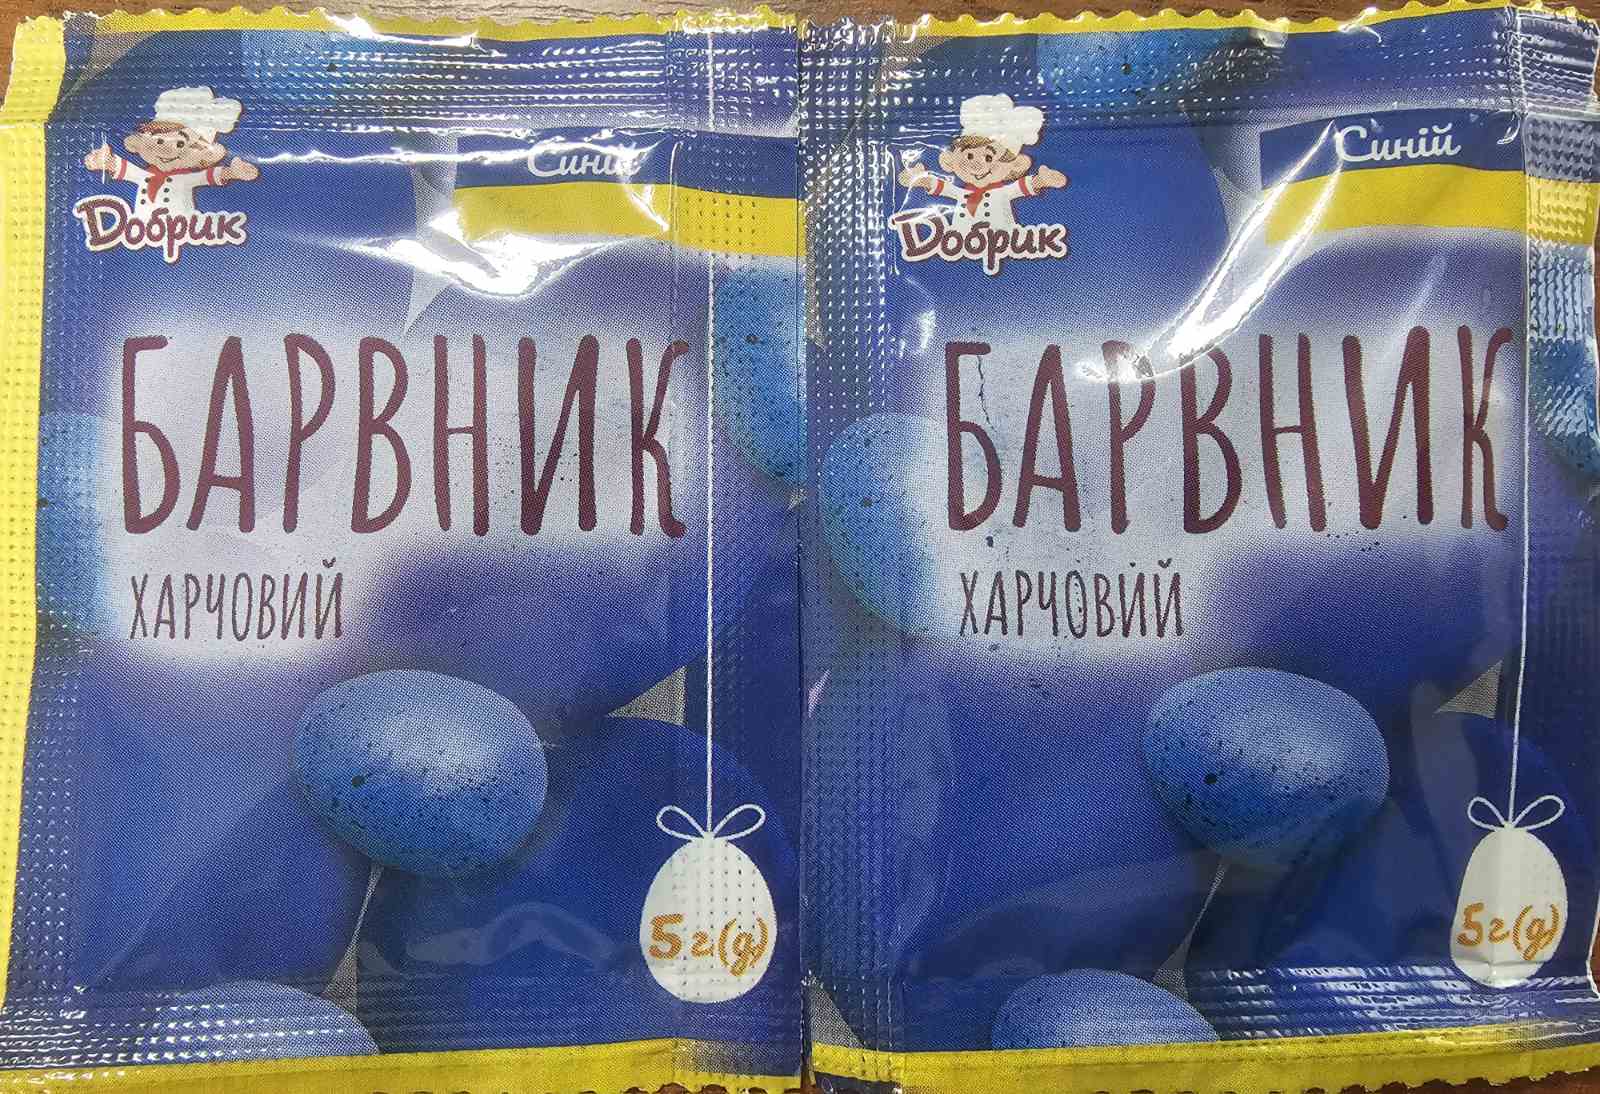 Добрик
Синій
БАРВНИК
ХАРЧОВИЙ
5 г (g)
Добрик
Синій
БАРВНИК
ХАРЧОВИЙ
5 г (g)